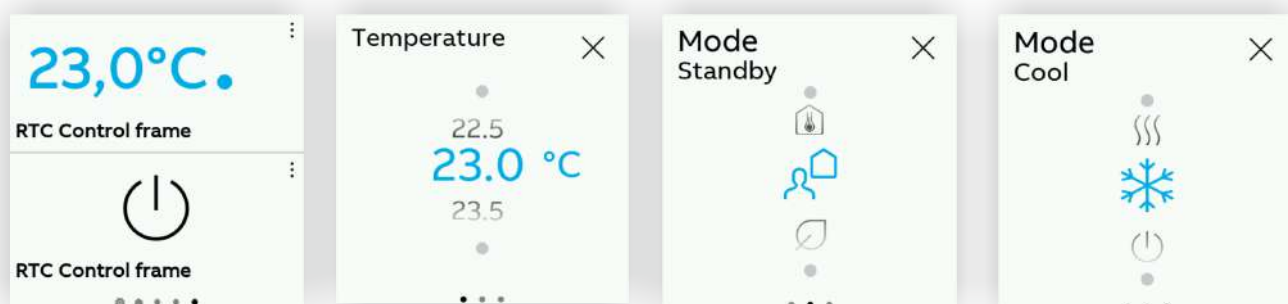 23,0°C.
RTC Control frame
RTC Control frame
Temperature
22.5
23.0 °C
23.5
Mode
Standby
Mode
Cool